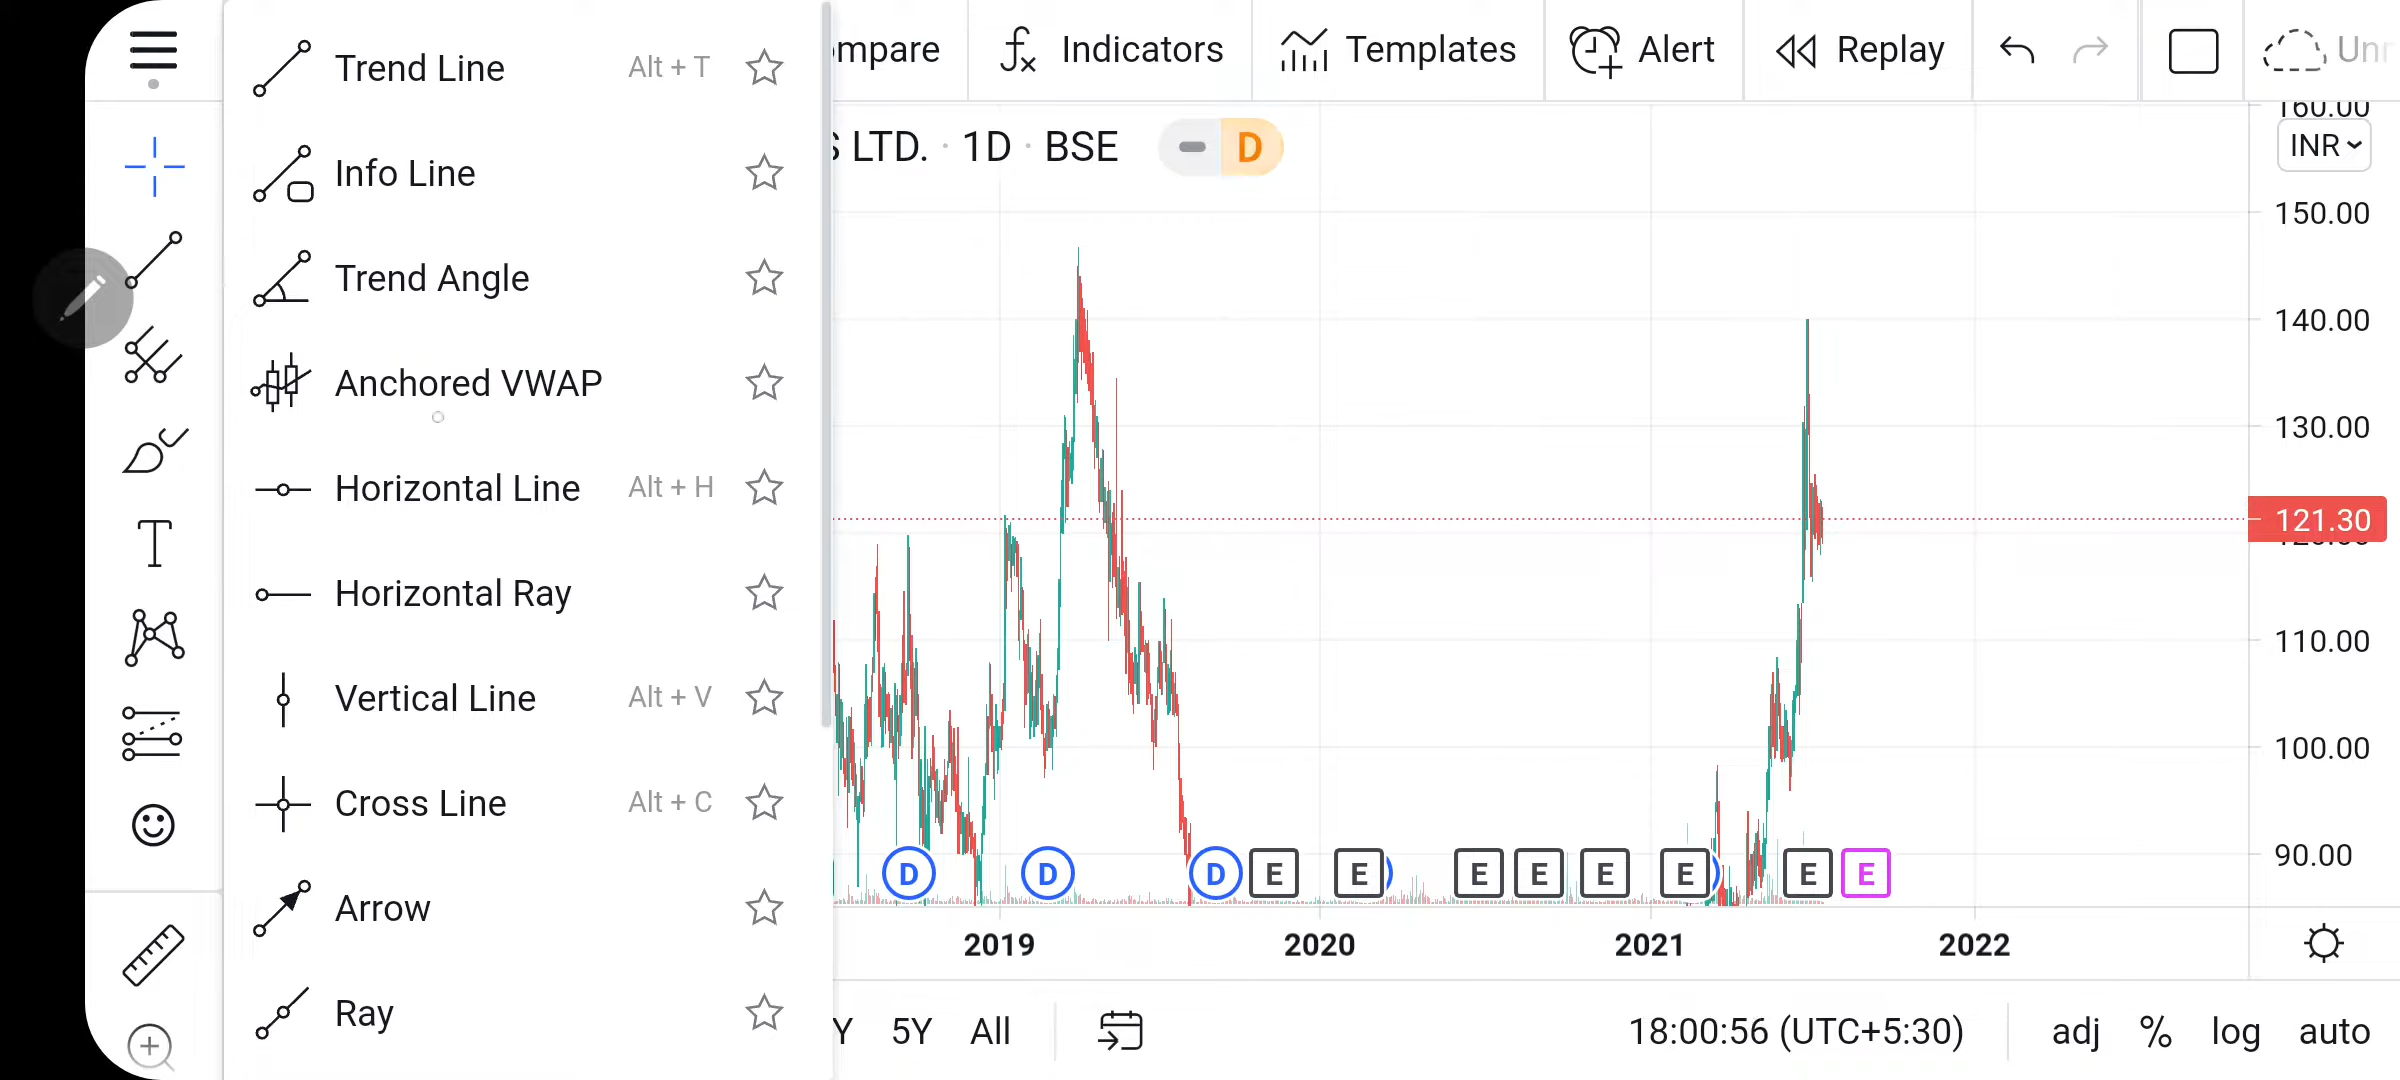 Trend Line Alt + T
Info Line
Trend Angle
Anchored VWAP
Horizontal Line Alt + H
Horizontal Ray
Vertical Line Alt + V
Cross Line Alt + C
Arrow
Ray
mpare Indicators Templates Alert Replay
LTD. · 1D · BSE D
INR
160.00
150.00
140.00
130.00
121.30
110.00
100.00
90.00
D D D E E E E E E E E
2019 2020 2021 2022
Y 5Y All 18:00:56 (UTC+5:30) adj % log auto